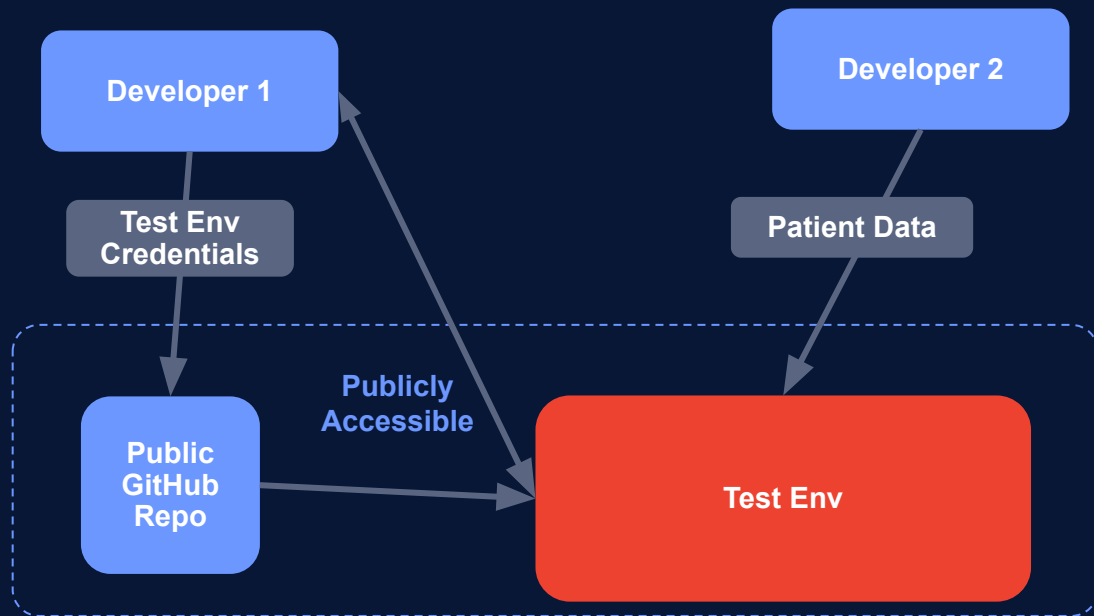 Developer 1
Developer 2
Test Env
Credentials
Patient Data
Publicly
Accessible
Public
GitHub
Repo
Test Env